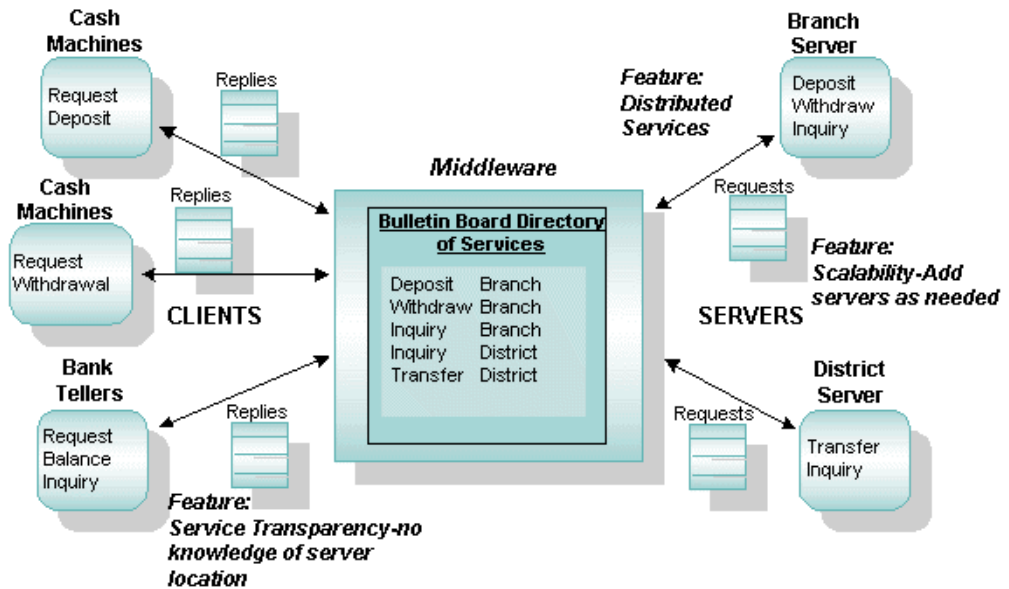 Cash
Machines
Request
Deposit
Replies
Cash
Machines
Request
Withdrawal
Replies
CLIENTS
Bank
Tellers
Request
Balance
Inquiry
Replies
Feature:
Service Transparency-no
knowledge of server
location
Middleware
Bulletin Board Directory
of Services
Deposit Branch
Withdraw Branch
Inquiry Branch
Inquiry District
Transfer District
Feature:
Distributed
Services
Branch
Server
Deposit
Withdraw
Inquiry
Requests
Feature:
Scalability-Add
servers as needed
SERVERS
District
Server
Transfer
Inquiry
Requests